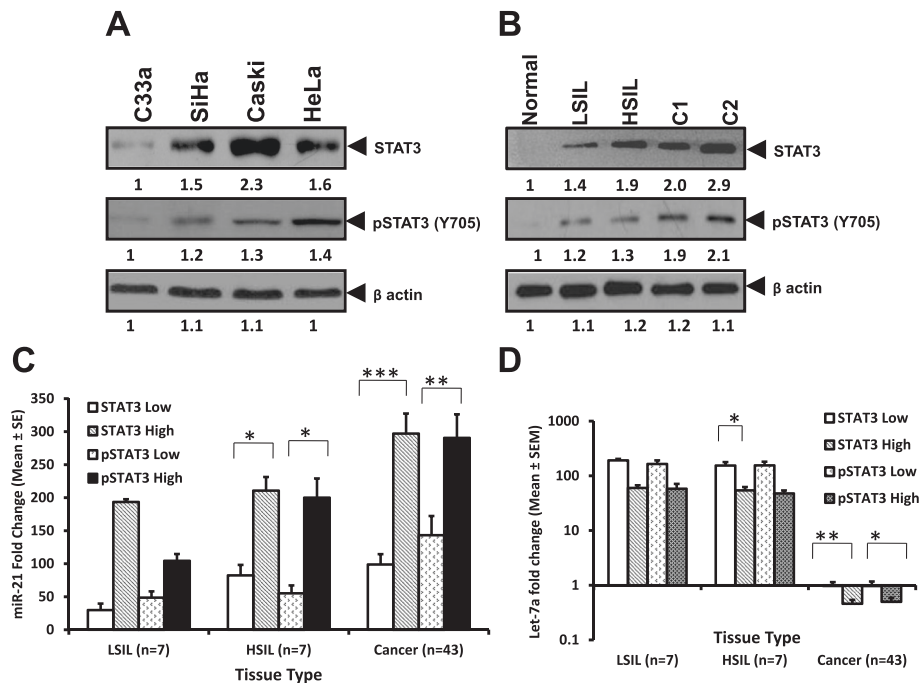 A
C33a SiHa Caski HeLa
STAT3
1 1.5 2.3 1.6
pSTAT3 (Y705)
1 1.2 1.3 1.4
β actin
1 1.1 1.1 1
B
Normal LSIL HSIL C1 C2
STAT3
1 1.4 1.9 2.0 2.9
pSTAT3 (Y705)
1 1.2 1.3 1.9 2.1
β actin
1 1.1 1.2 1.2 1.1
C
miR-21 Fold Change (Mean ± SE)
400
350
300
250
200
150
100
50
0
STAT3 Low
STAT3 High
pSTAT3 Low
pSTAT3 High
* * *** **
LSIL (n=7) HSIL (n=7) Cancer (n=43)
Tissue Type
D
Let-7a fold change (Mean ± SEM)
1000
100
10
1
0.1
STAT3 Low
STAT3 High
pSTAT3 Low
pSTAT3 High
* ** *
Tissue Type
LSIL (n=7) HSIL (n=7) Cancer (n=43)